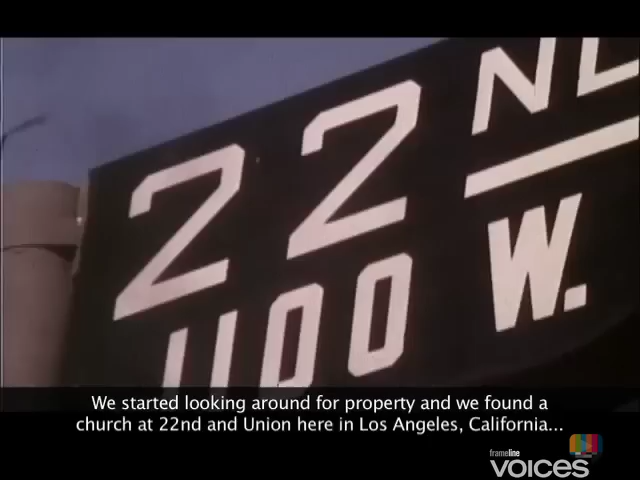 22ND
1100 W.
We started looking around for property and we found a
church at 22nd and Union here in Los Angeles, California...
frameline
VOICES